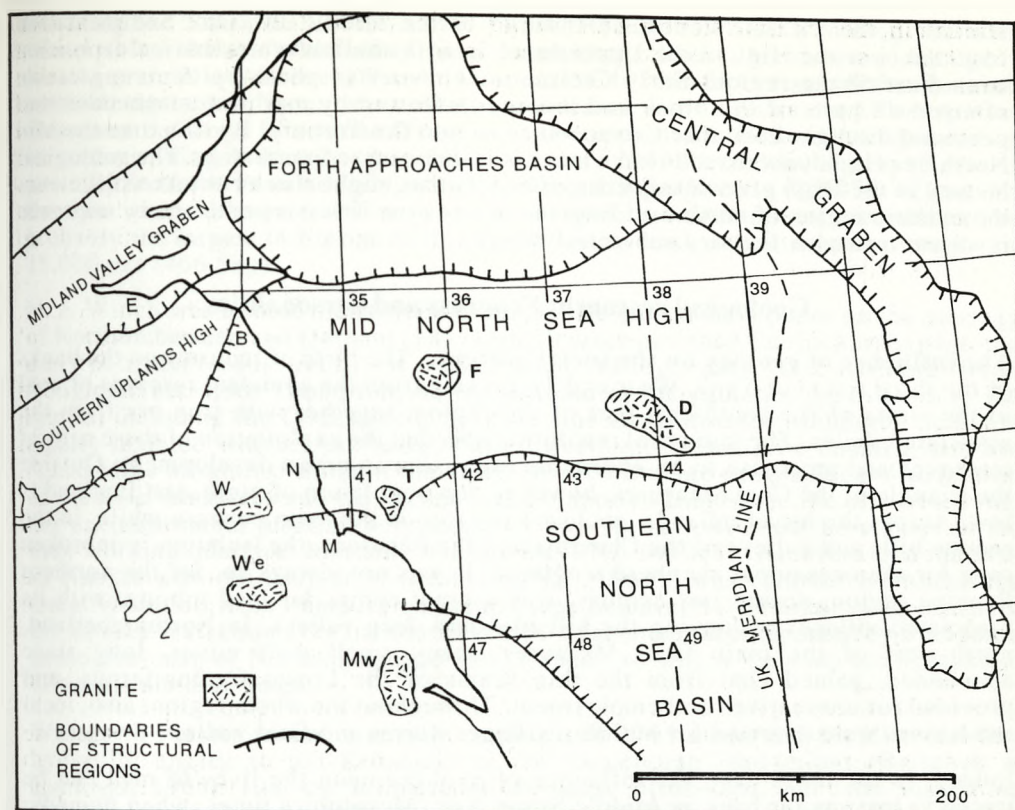 FORTH APPROACHES BASIN
CENTRAL
GRABEN
MIDLAND VALLEY GRABEN
E
35
36
37
38
39
MID NORTH SEA HIGH
B
SOUTHERN UPLANDS HIGH
F
D
N
41
T
42
43
44
W
M
SOUTHERN
NORTH
SEA
BASIN
We
47
48
49
UK MERIDIAN LINE
Mw
GRANITE
BOUNDARIES
OF STRUCTURAL
REGIONS
0 km 200